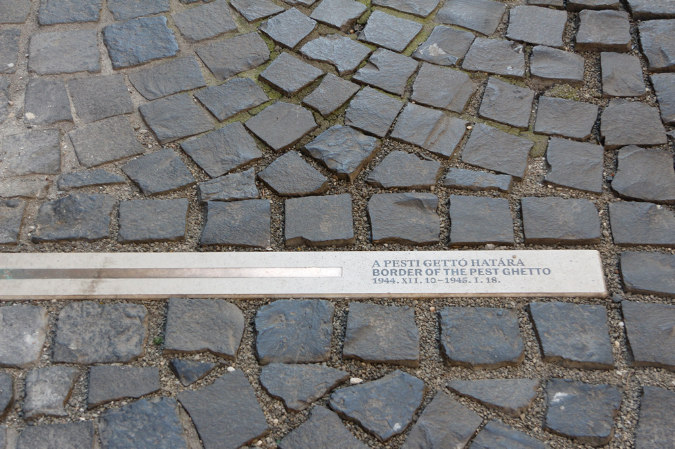 A PESTI GETTÓ HATÁRA
BORDER OF THE PEST GHETTO
1944. XII. 10-1945. I. 18.